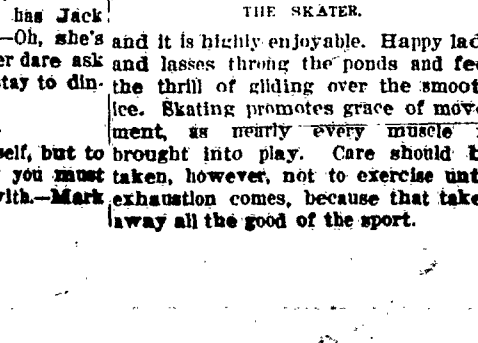 has Jack
—Oh, she's
er dare ask
stay to din-
self, but to
you must
with.—Mark
THE SKATER.
and it is highly enjoyable. Happy lad
and lasses throng the ponds and fee
the thrill of gliding over the smoot
ice. Skating promotes grace of move
ment, as nearly every muscle
brought into play. Care should b
taken, however, not to exercise unt
exhaustion comes, because that take
away all the good of the sport.